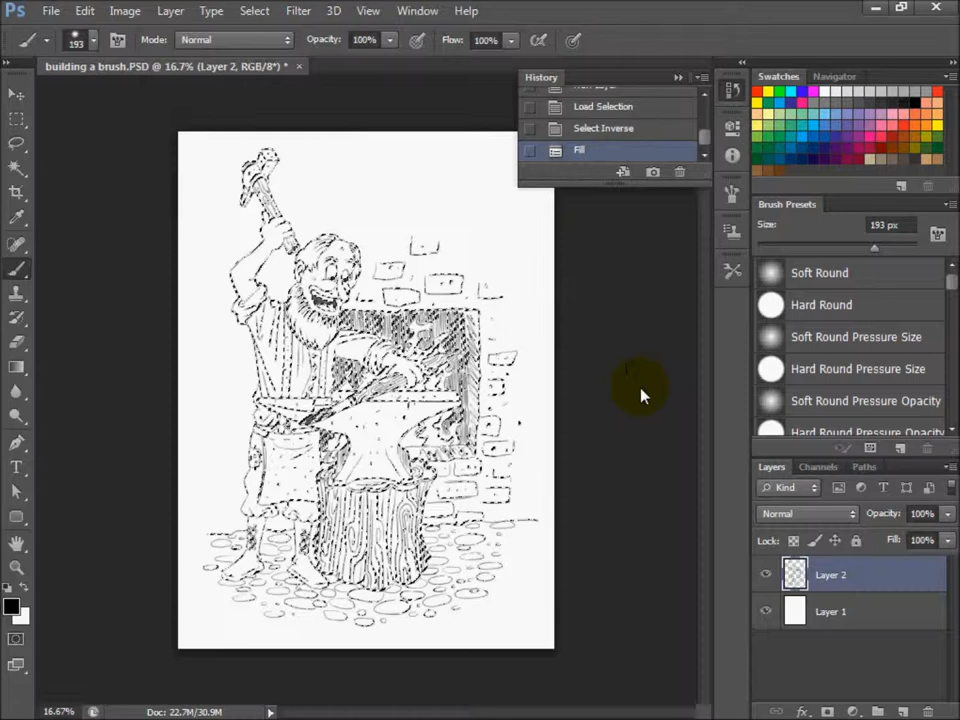 Ps File Edit Image Layer Type Select Filter 3D View Window Help
193 Mode: Normal Opacity: 100% Flow: 100%
building a brush.PSD @ 16.7% (Layer 2, RGB/8*) * ×
History
Load Selection
Select Inverse
Fill
Swatches Navigator
Brush Presets
Size: 193 px
Soft Round
Hard Round
Soft Round Pressure Size
Hard Round Pressure Size
Soft Round Pressure Opacity
Hard Round Pressure Opacity
Layers Channels Paths
Kind
Normal Opacity: 100%
Lock: Fill: 100%
Layer 2
Layer 1
16.67% Doc: 22.7M/30.9M